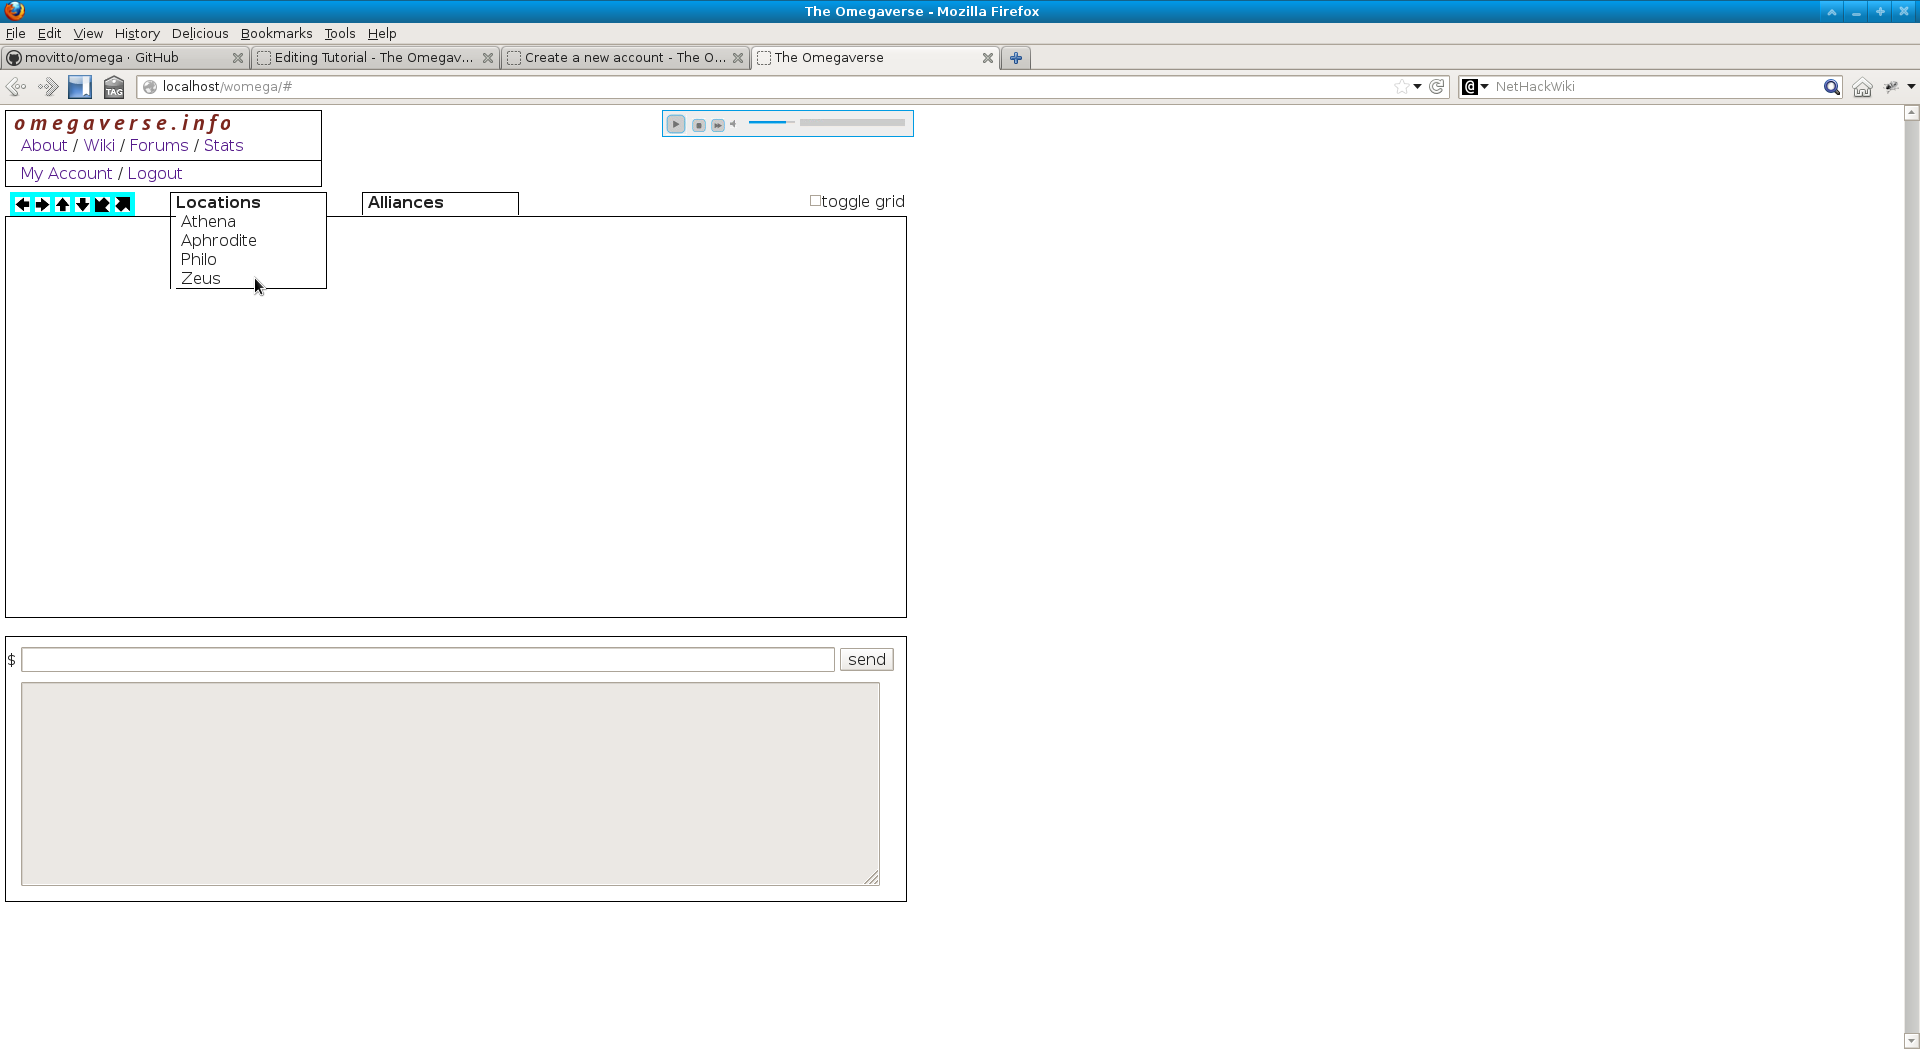 The Omegaverse - Mozilla Firefox
File Edit View History Delicious Bookmarks Tools Help
movitto/omega · GitHub
Editing Tutorial - The Omegav...
Create a new account - The O...
The Omegaverse
TAG
localhost/womega/#
@
NetHackWiki
omegaverse.info
About / Wiki / Forums / Stats
My Account / Logout
Locations
Alliances
toggle grid
Athena
Aphrodite
Philo
Zeus
$
send